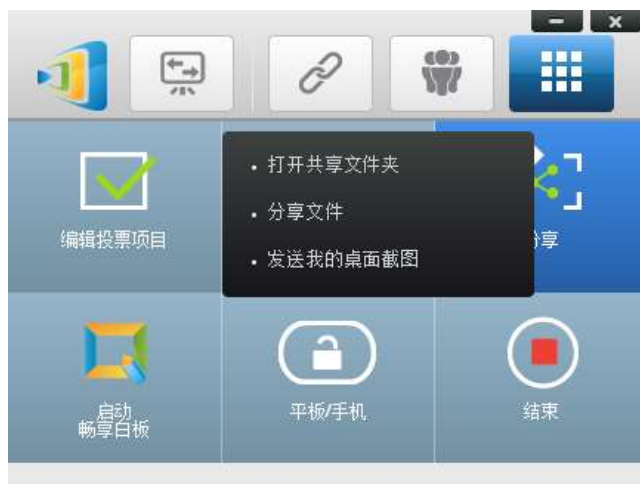 • 打开共享文件夹
• 分享文件
• 发送我的桌面截图
编辑投票项目
享
启动
畅享白板
平板/手机
结束